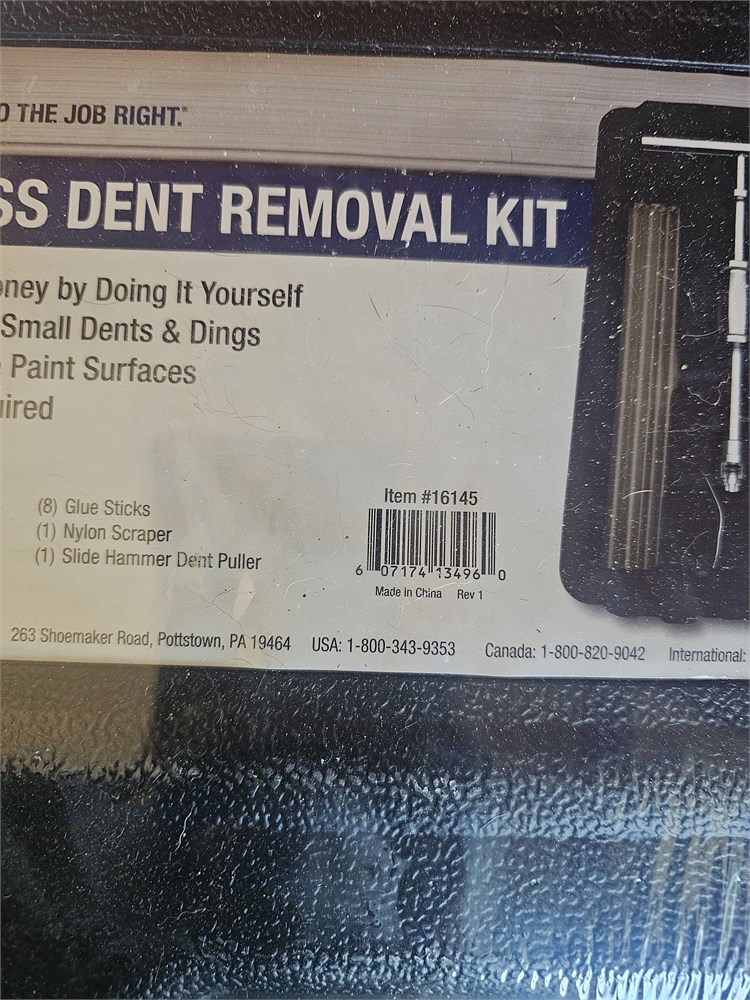 O THE JOB RIGHT.®
SS DENT REMOVAL KIT
oney by Doing It Yourself
Small Dents & Dings
Paint Surfaces
uired
(8) Glue Sticks
(1) Nylon Scraper
(1) Slide Hammer Dent Puller
Item #16145
6 07174 13496 0
Made in China Rev 1
263 Shoemaker Road, Pottstown, PA 19464 USA: 1-800-343-9353 Canada: 1-800-820-9042 International: